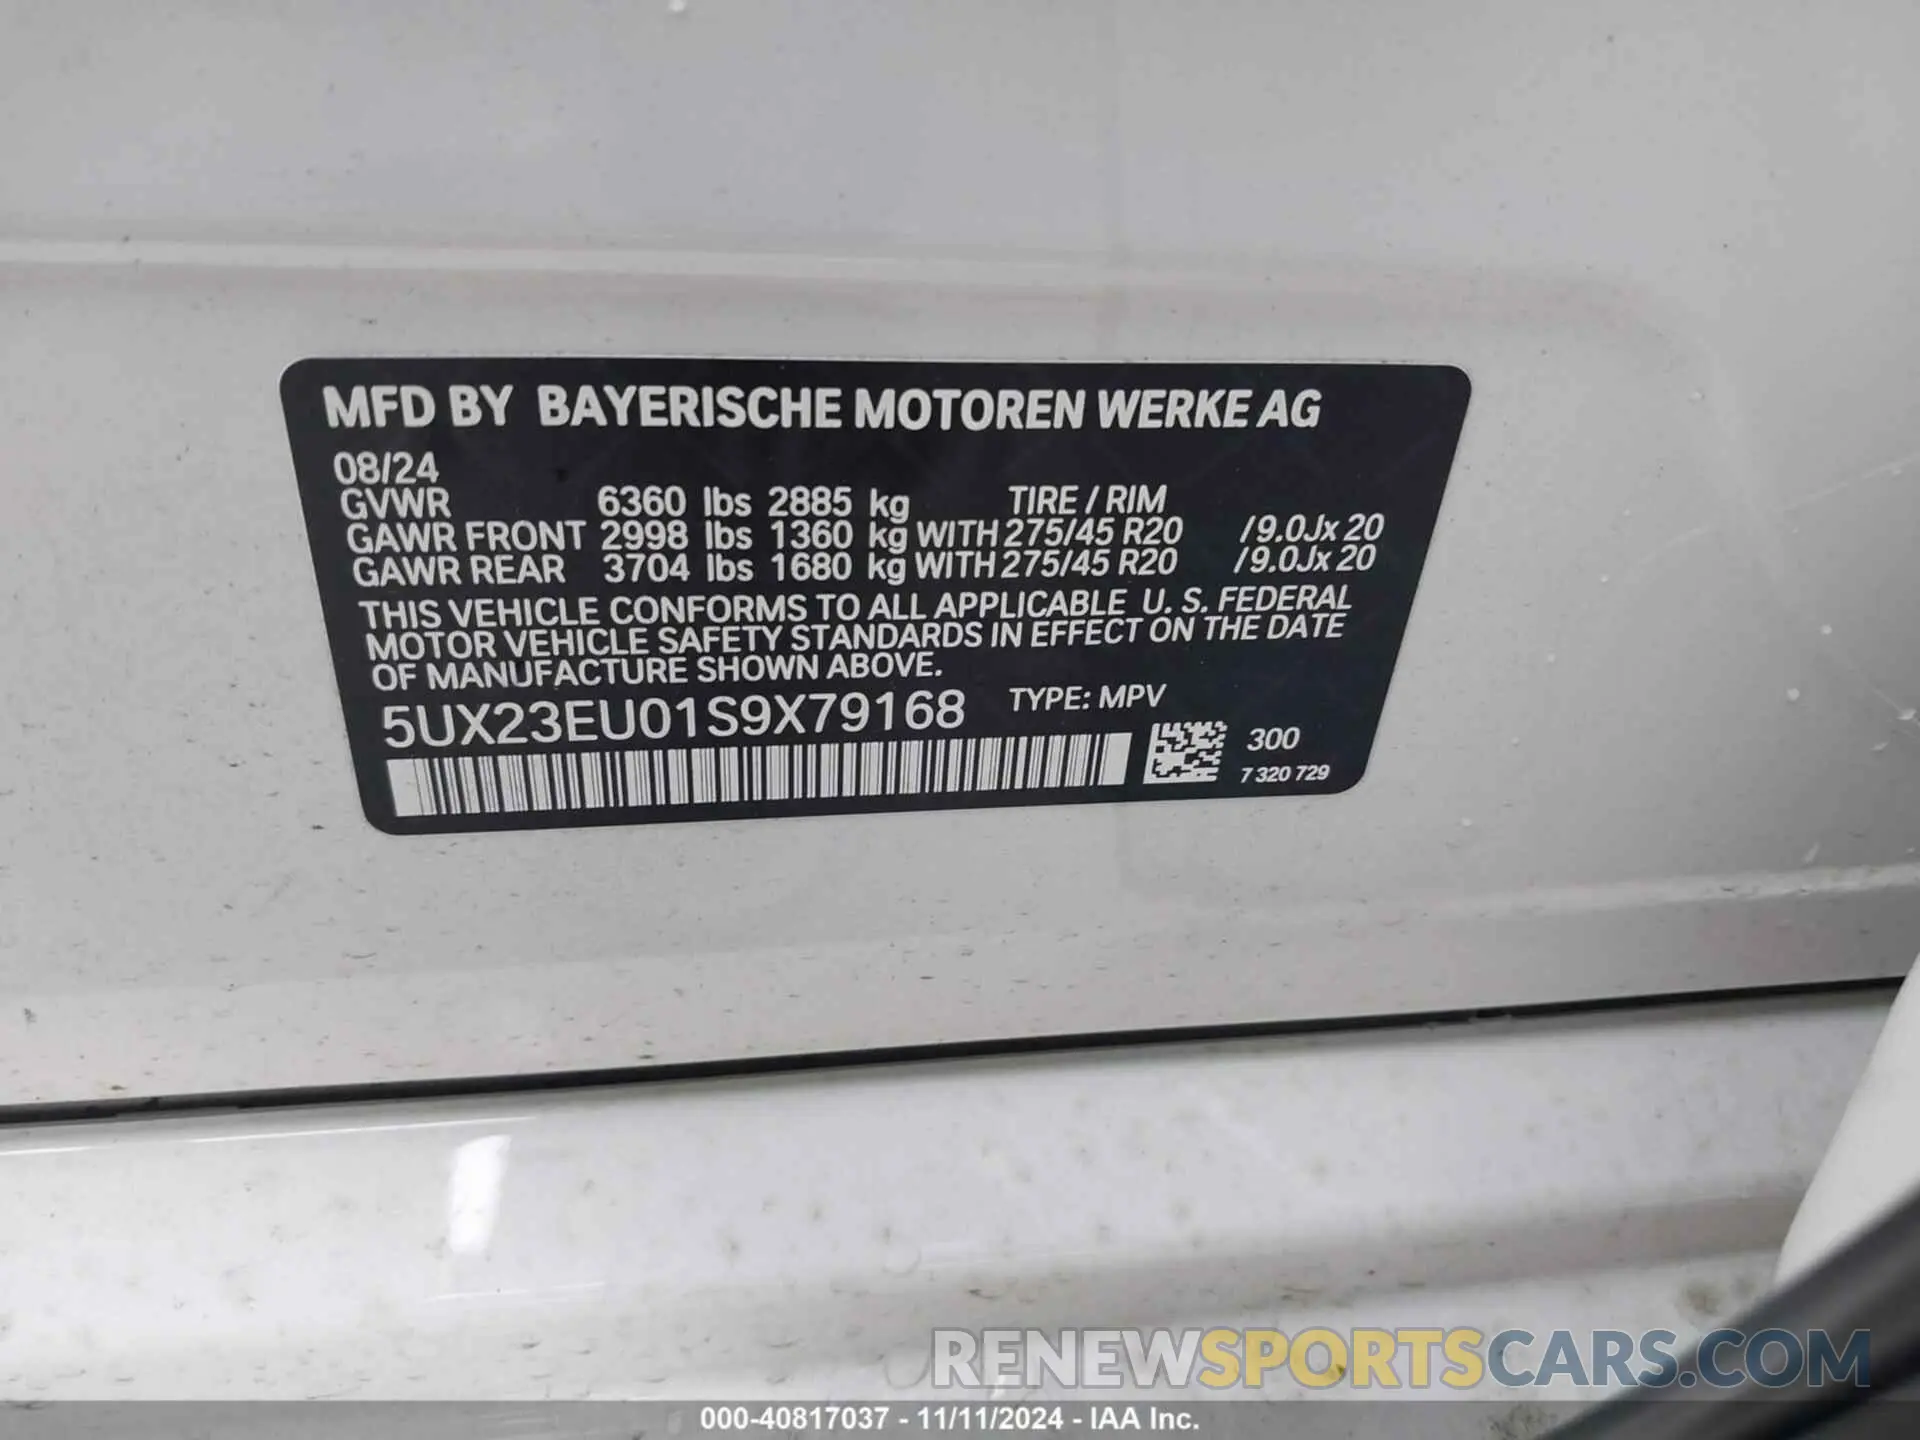 MFD BY BAYERISCHE MOTOREN WERKE AG
08/24
GVWR 6360 lbs 2885 kg TIRE / RIM
GAWR FRONT 2998 lbs 1360 kg WITH 275/45 R20 /9.0Jx 20
GAWR REAR 3704 lbs 1680 kg WITH 275/45 R20 /9.0Jx 20
THIS VEHICLE CONFORMS TO ALL APPLICABLE U. S. FEDERAL
MOTOR VEHICLE SAFETY STANDARDS IN EFFECT ON THE DATE
OF MANUFACTURE SHOWN ABOVE.
5UX23EU01S9X79168 TYPE: MPV
300
7 320 729
RENEWSPORTSCARS.COM
000-40817037 - 11/11/2024 - IAA Inc.